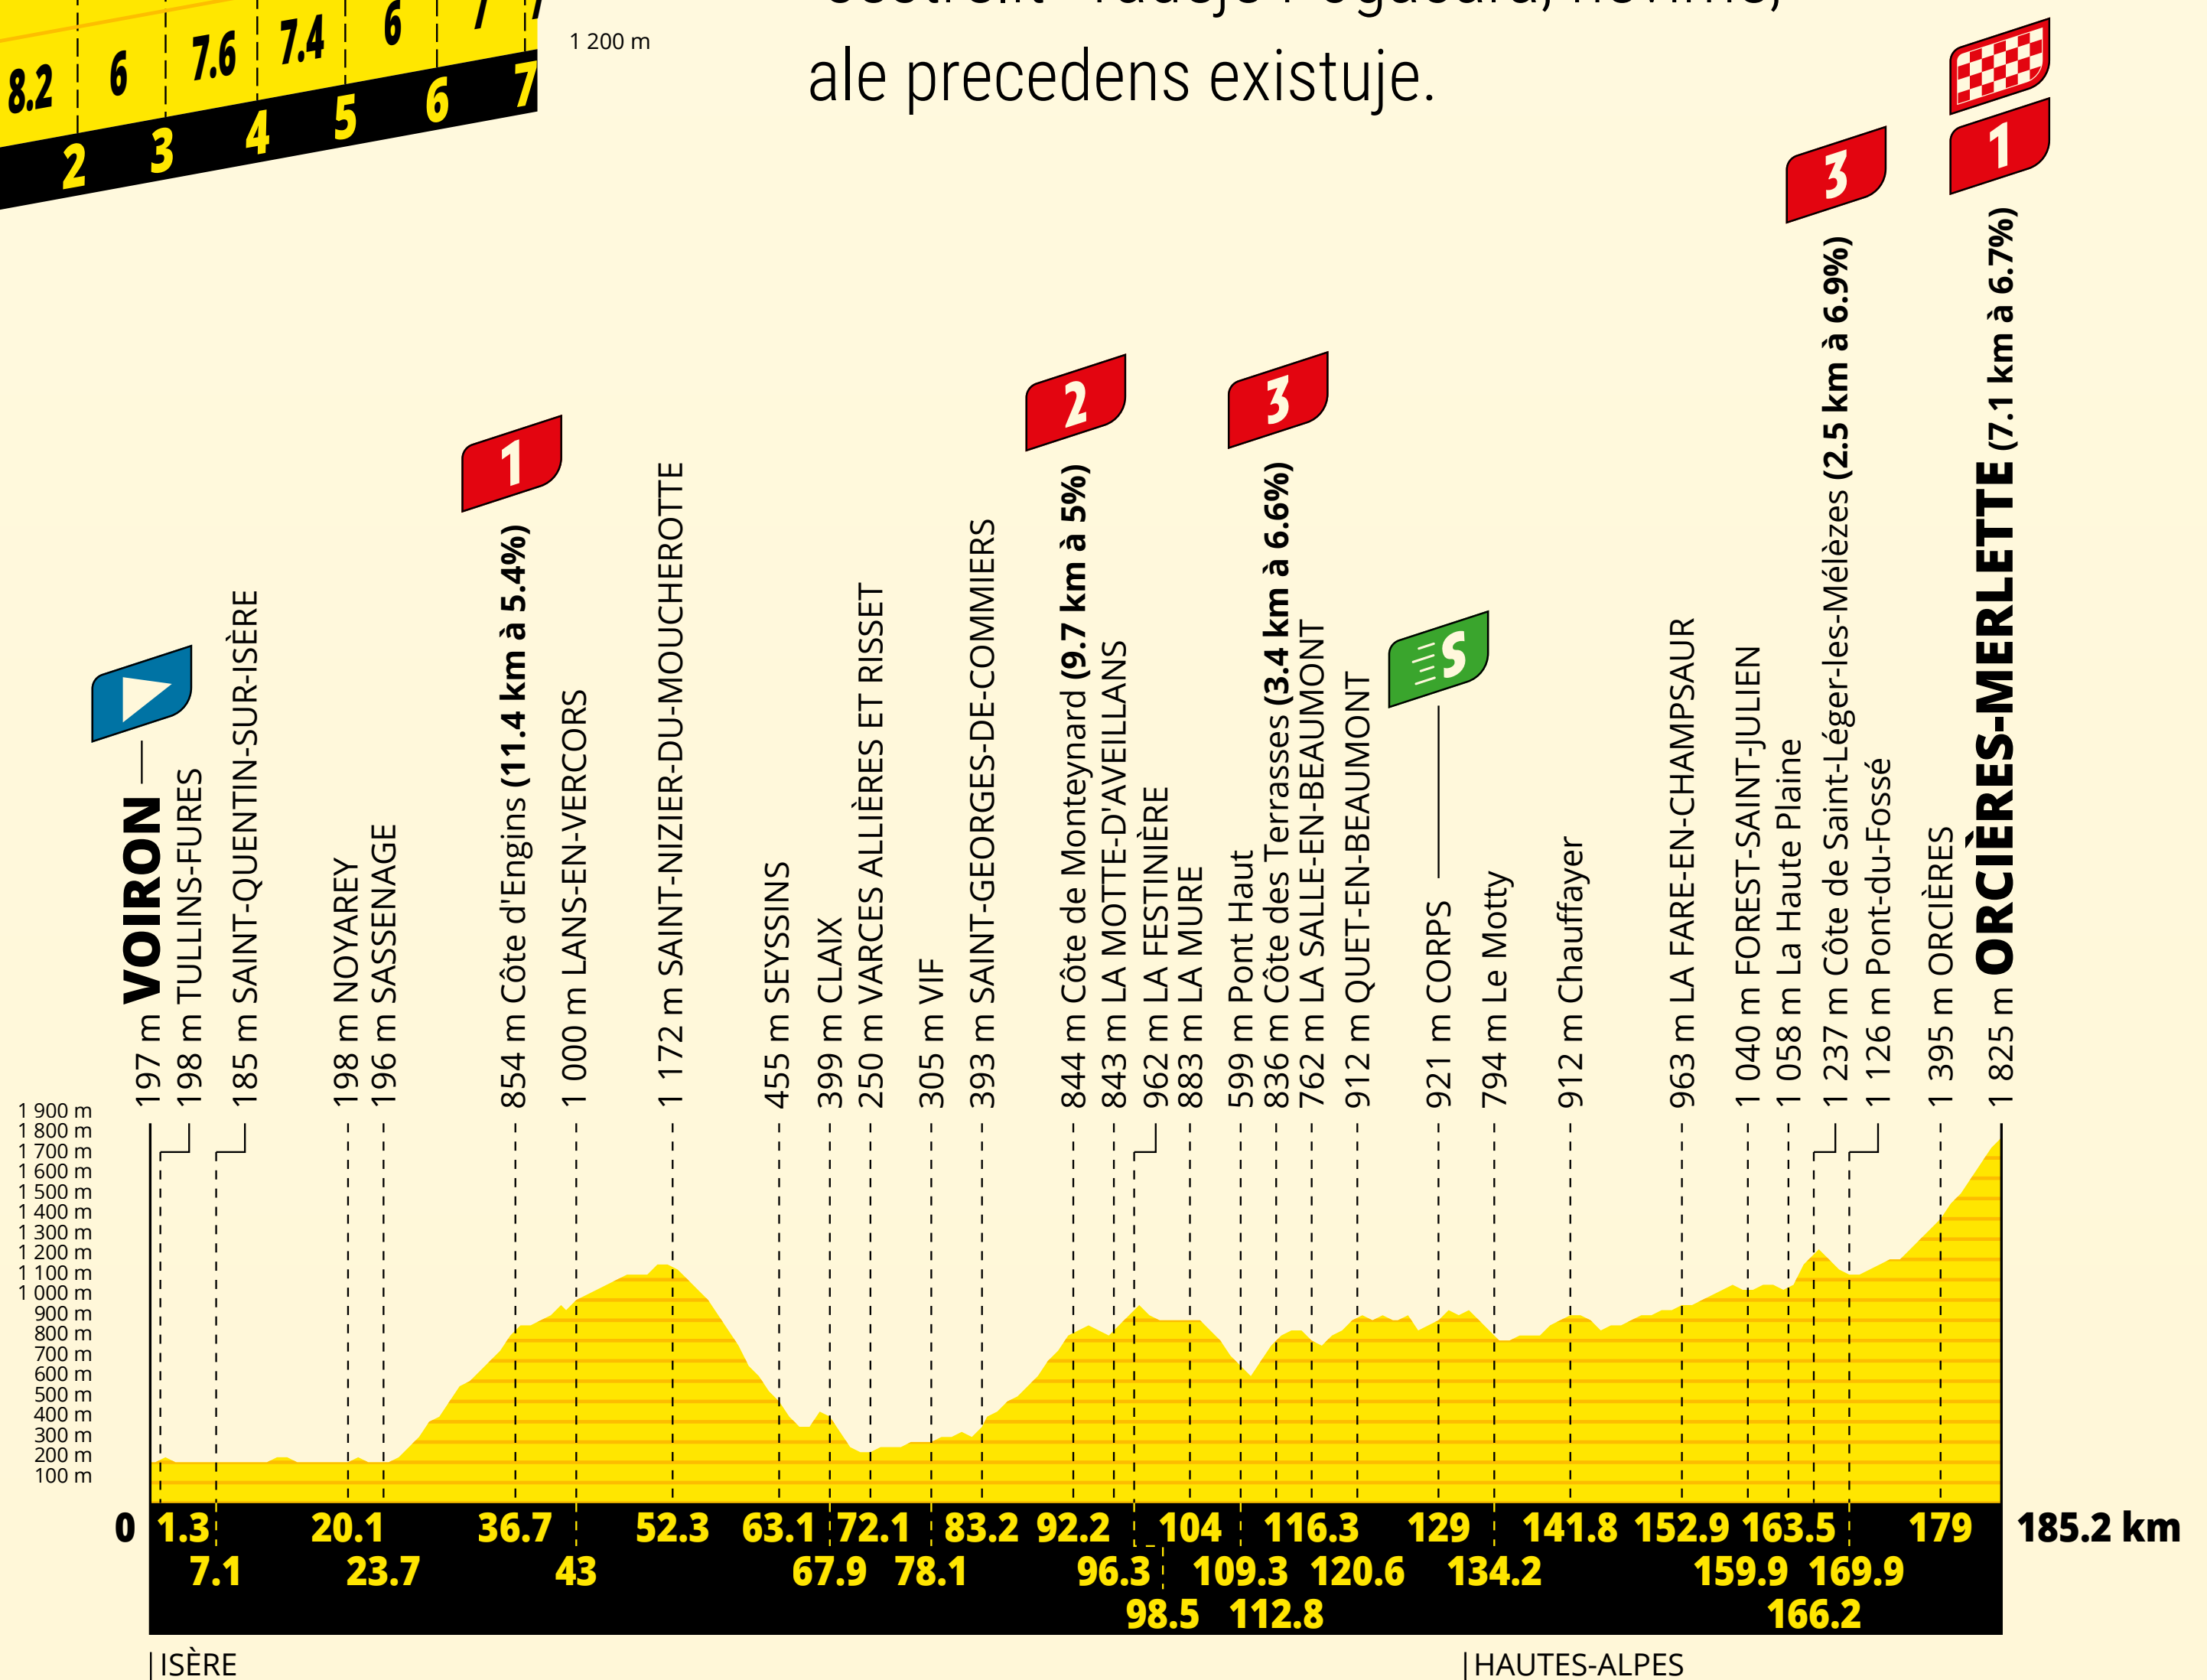 8.2 6 7.6 7.4 6 7
2 3 4 5 6 7
1 200 m
ale precedens existuje.
1
2
3
3
1
S
197 m VOIRON
198 m TULLINS-FURES
185 m SAINT-QUENTIN-SUR-ISÈRE
198 m NOYAREY
196 m SASSENAGE
854 m Côte d'Engins (11.4 km à 5.4%)
1 000 m LANS-EN-VERCORS
1 172 m SAINT-NIZIER-DU-MOUCHEROTTE
455 m SEYSSINS
399 m CLAIX
250 m VARCES ALLIÈRES ET RISSET
305 m VIF
393 m SAINT-GEORGES-DE-COMMIERS
844 m Côte de Monteynard (9.7 km à 5%)
843 m LA MOTTE-D'AVEILLANS
962 m LA FESTINIÈRE
883 m LA MURE
599 m Pont Haut
836 m Côte des Terrasses (3.4 km à 6.6%)
762 m LA SALLE-EN-BEAUMONT
912 m QUET-EN-BEAUMONT
921 m CORPS
794 m Le Motty
912 m Chauffayer
963 m LA FARE-EN-CHAMPSAUR
1 040 m FOREST-SAINT-JULIEN
1 058 m La Haute Plaine
1 237 m Côte de Saint-Léger-les-Mélèzes (2.5 km à 6.9%)
1 126 m Pont-du-Fossé
1 395 m ORCIÈRES
1 825 m ORCIÈRES-MERLETTE (7.1 km à 6.7%)
1 900 m
1 800 m
1 700 m
1 600 m
1 500 m
1 400 m
1 300 m
1 200 m
1 100 m
1 000 m
900 m
800 m
700 m
600 m
500 m
400 m
300 m
200 m
100 m
0 1.3 20.1 36.7 52.3 63.1 72.1 83.2 92.2 104 116.3 129 141.8 152.9 163.5 179 185.2 km
7.1 23.7 43 67.9 78.1 96.3 109.3 120.6 134.2 159.9 169.9
98.5 112.8 166.2
ISÈRE HAUTES-ALPES